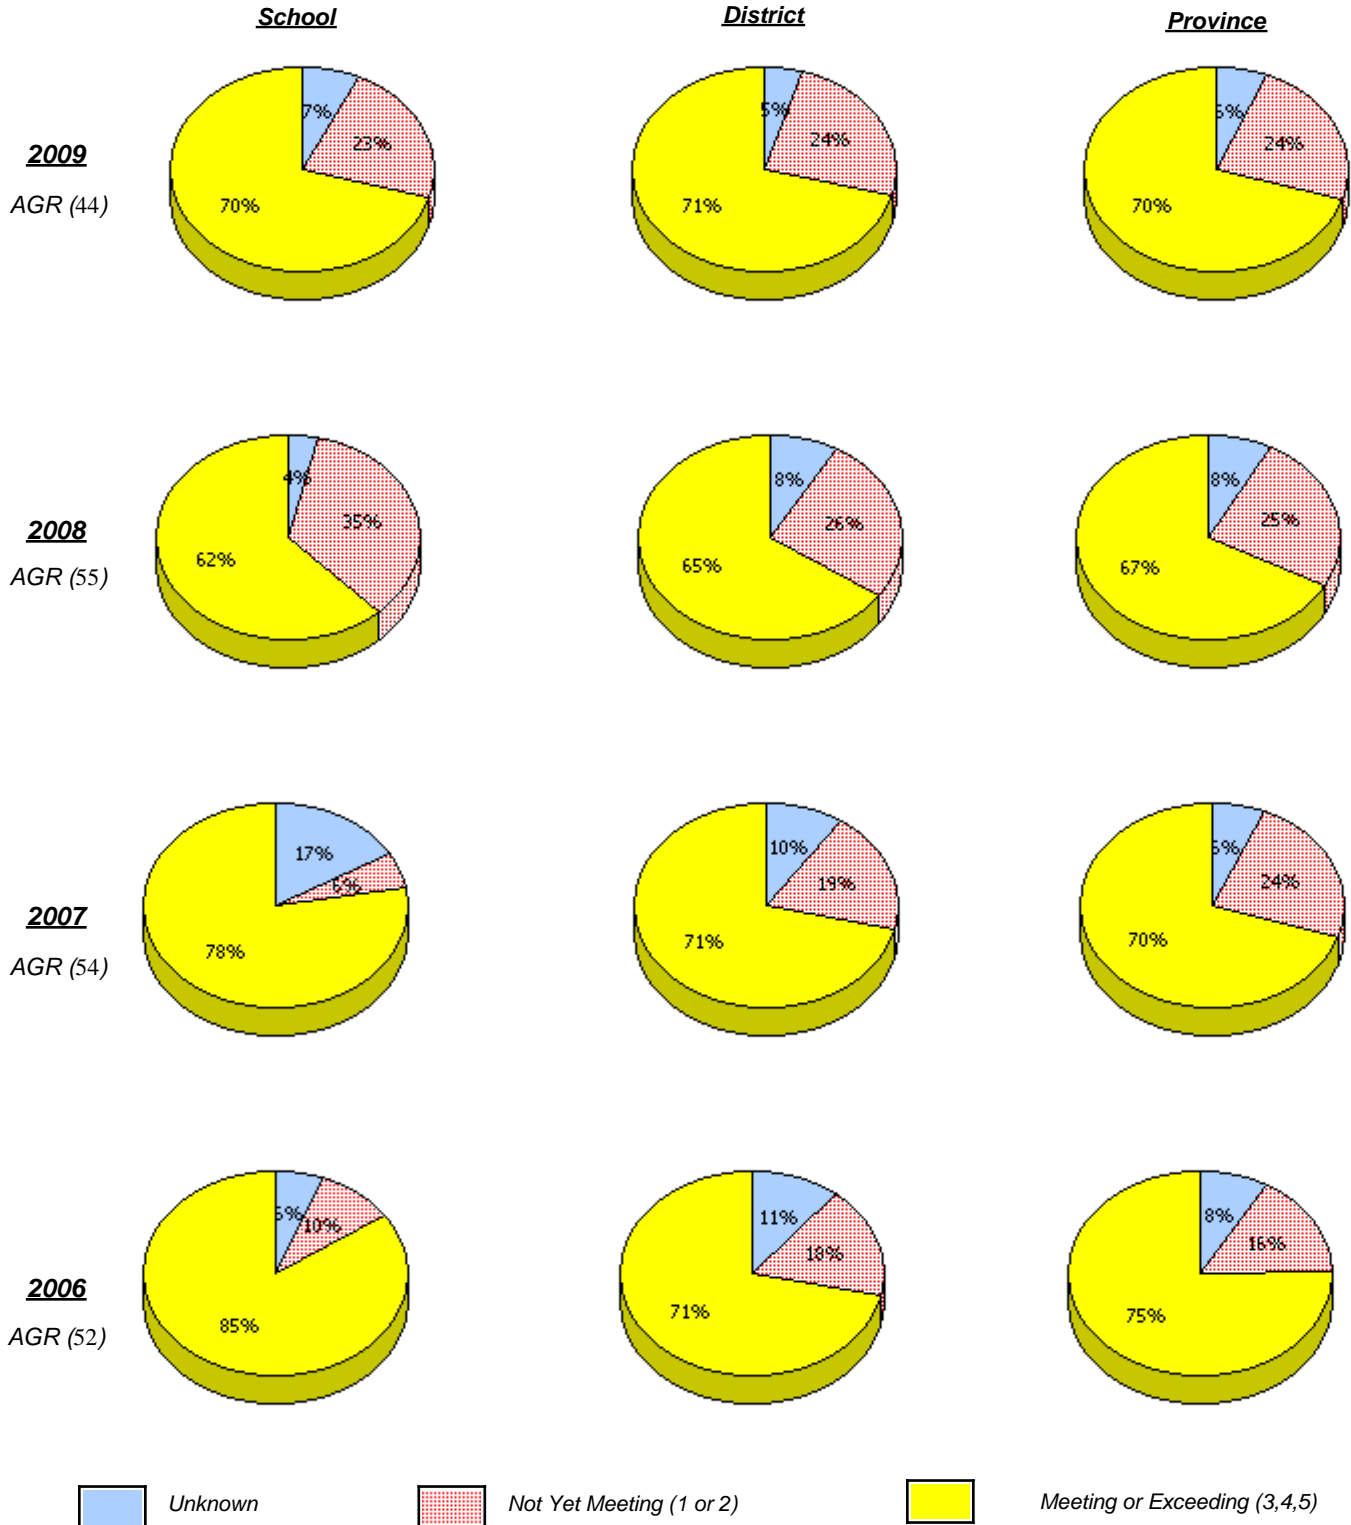 School District Province
7% 5%
23% 24% 24%
2009
AGR (44)
70% 71% 70%
4% 8% 8%
35% 26% 25%
2008
AGR (55)
62% 65% 67%
17% 10%
6% 19% 24%
2007
AGR (54)
78% 71% 70%
11% 8%
10% 18% 16%
2006
AGR (52)
85% 71% 75%
Unknown Not Yet Meeting (1 or 2) Meeting or Exceeding (3,4,5)